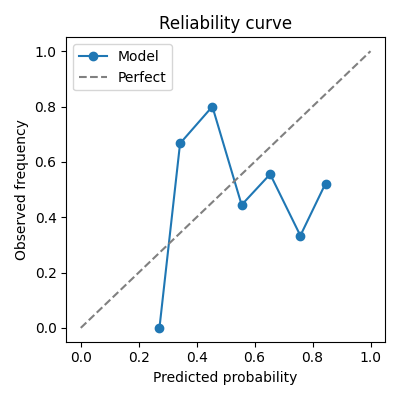 Reliability curve
Model
Perfect
Observed frequency
1.0
0.8
0.6
0.4
0.2
0.0
0.0 0.2 0.4 0.6 0.8 1.0
Predicted probability